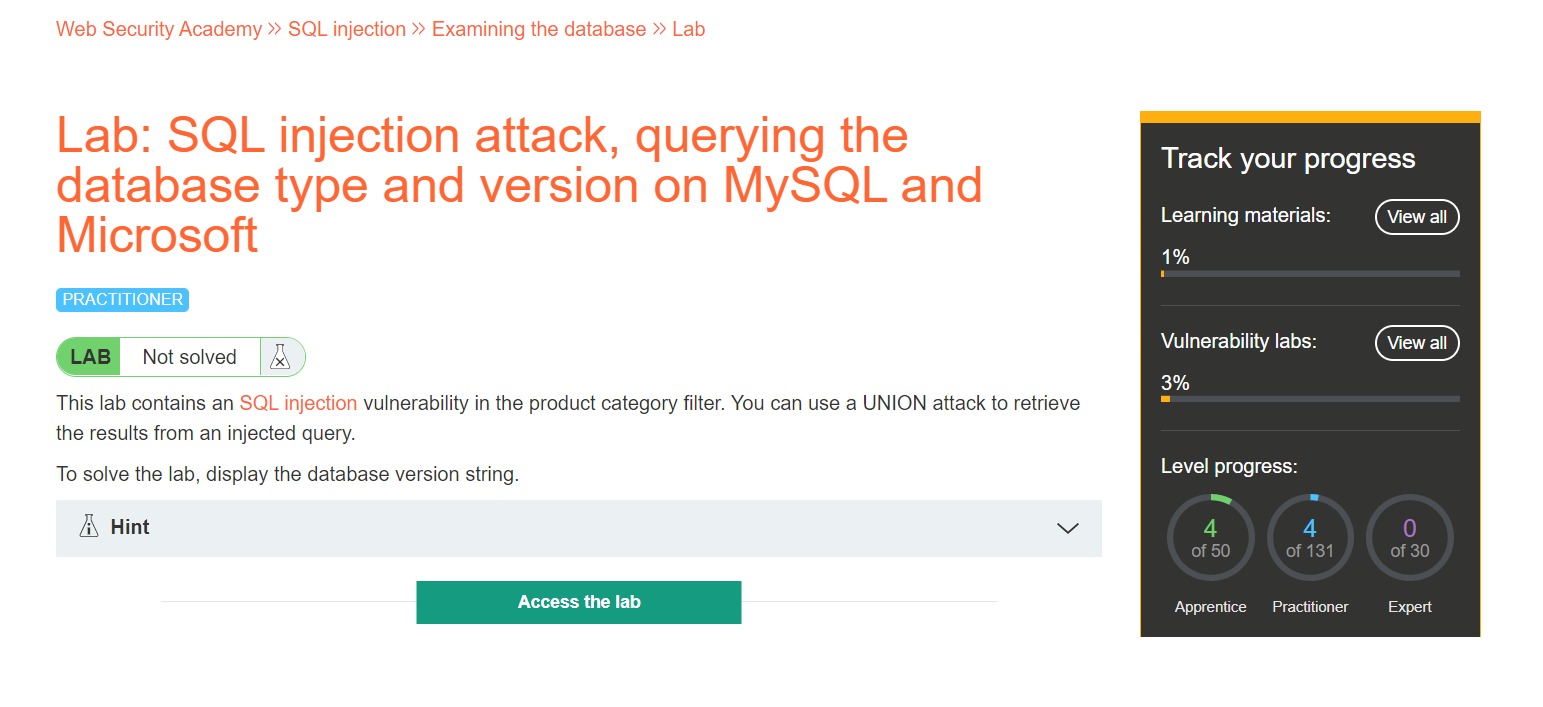 Web Security Academy >> SQL injection >> Examining the database >> Lab
Lab: SQL injection attack, querying the
database type and version on MySQL and
Microsoft
PRACTITIONER
LAB Not solved
This lab contains an SQL injection vulnerability in the product category filter. You can use a UNION attack to retrieve
the results from an injected query.
To solve the lab, display the database version string.
Hint
Access the lab
Track your progress
Learning materials: View all
1%
Vulnerability labs: View all
3%
Level progress:
4 4 0
of 50 of 131 of 30
Apprentice Practitioner Expert